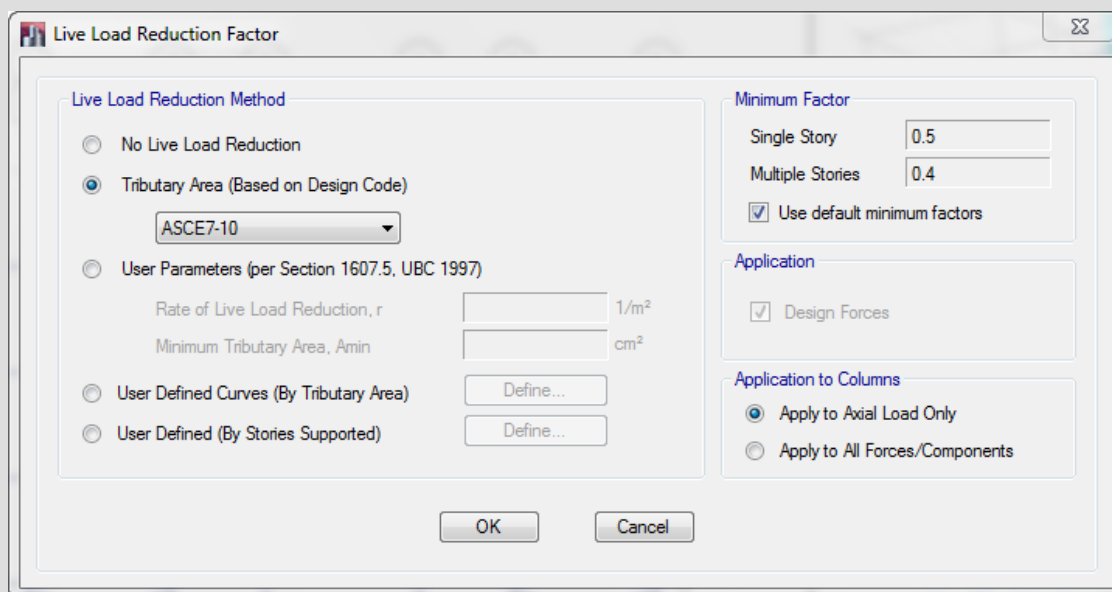 Live Load Reduction Factor
Live Load Reduction Method
No Live Load Reduction
Tributary Area (Based on Design Code)
ASCE7-10
User Parameters (per Section 1607.5, UBC 1997)
Rate of Live Load Reduction, r 1/m²
Minimum Tributary Area, Amin cm²
User Defined Curves (By Tributary Area) Define...
User Defined (By Stories Supported) Define...
Minimum Factor
Single Story 0.5
Multiple Stories 0.4
Use default minimum factors
Application
Design Forces
Application to Columns
Apply to Axial Load Only
Apply to All Forces/Components
OK Cancel